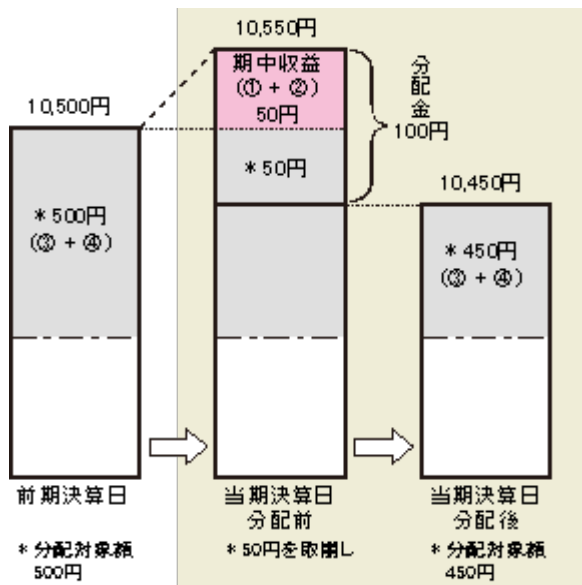 10,550円
期中収益
(① + ②)
50円
分配金
100円
10,500円
*50円
10,450円
*500円
(③ + ④)
*450円
(③ + ④)
前期決算日
当期決算日
分配前
当期決算日
分配後
*分配対象額
500円
*50円を取崩し
*分配対象額
450円